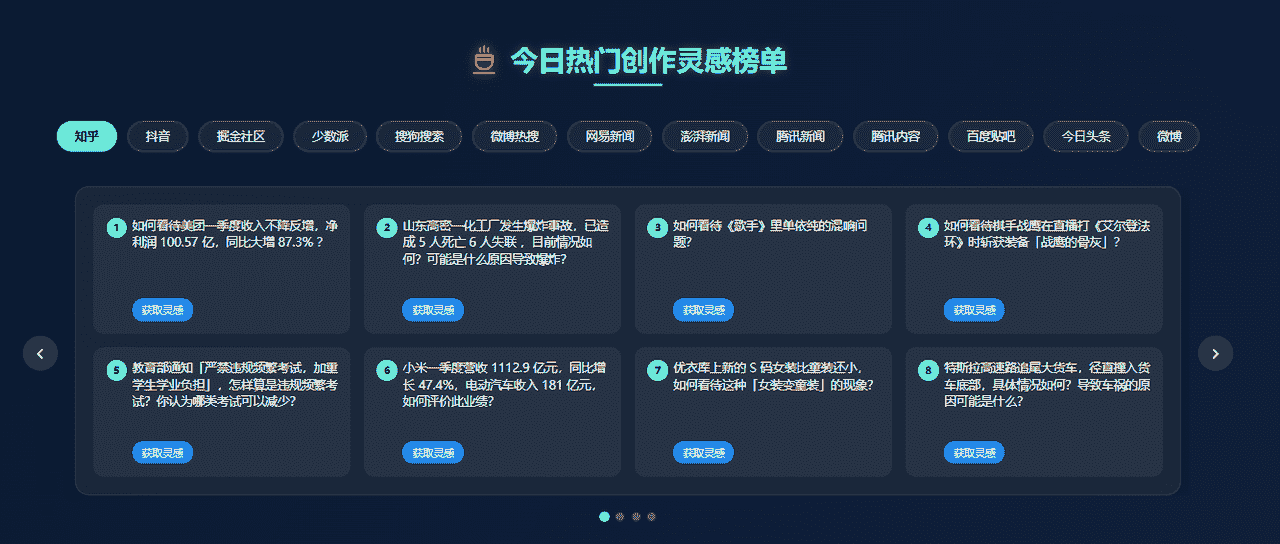 今日热门创作灵感榜单
知乎 抖音 掘金社区 少数派 搜狗搜索 微博热搜 网易新闻 澎湃新闻 腾讯新闻 腾讯内容 百度贴吧 今日头条 微博
1 如何看待美团一季度收入不降反增，净
利润 100.57 亿，同比大增 87.3%？
获取灵感
2 山东高密一化工厂发生爆炸事故，已造
成 5 人死亡 6 人失联 ，目前情况如
何？可能是什么原因导致爆炸？
获取灵感
3 如何看待《歌手》里单依纯的混响问
题？
获取灵感
4 如何看待棋手战鹰在直播打《艾尔登法
环》时斩获装备「战鹰的骨灰」？
获取灵感
5 教育部通知「严禁违规频繁考试，加重
学生学业负担」，怎样算是违规频繁考
试？你认为哪类考试可以减少？
获取灵感
6 小米一季度营收 1112.9 亿元，同比增
长 47.4%，电动汽车收入 181 亿元，
如何评价此业绩？
获取灵感
7 优衣库上新的 S 码女装比童装还小，
如何看待这种「女装变童装」的现象？
获取灵感
8 特斯拉高速路追尾大货车，径直撞入货
车底部，具体情况如何？导致车祸的原
因可能是什么？
获取灵感